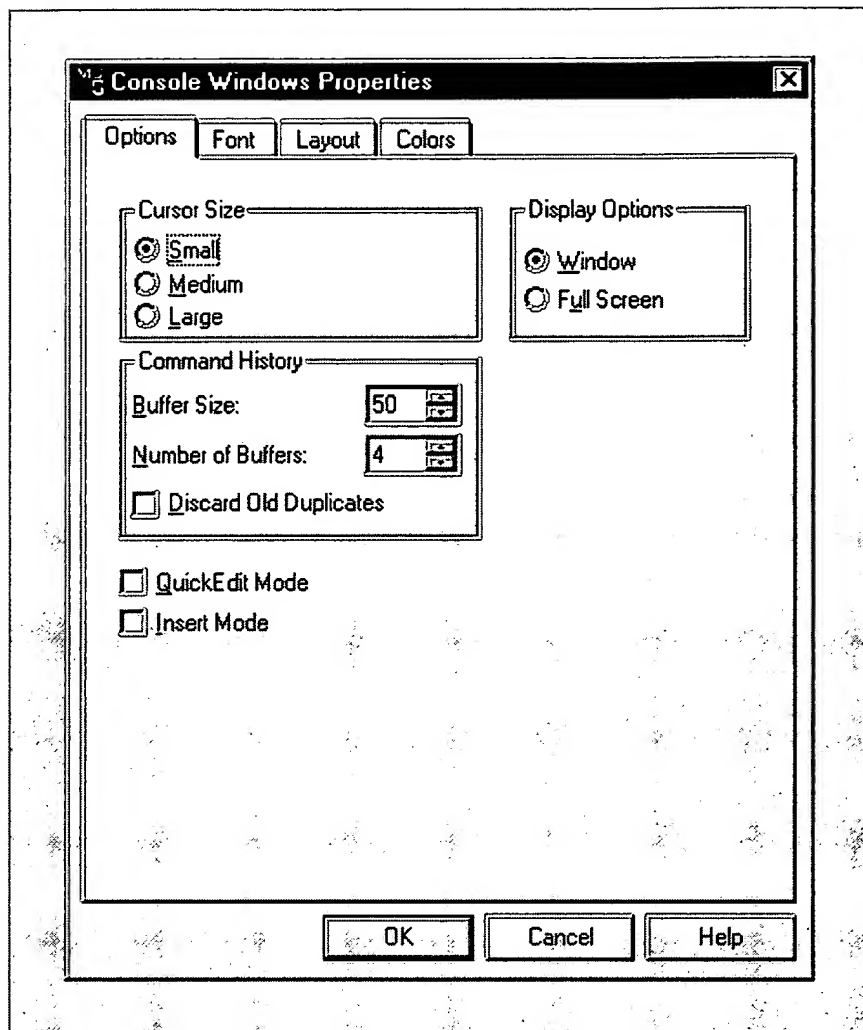 Console Windows Properties
Options Font Layout Colors
Cursor Size
Small
Medium
Large
Display Options
Window
Full Screen
Command History
Buffer Size: 50
Number of Buffers: 4
Discard Old Duplicates
QuickEdit Mode
Insert Mode
OK Cancel Help